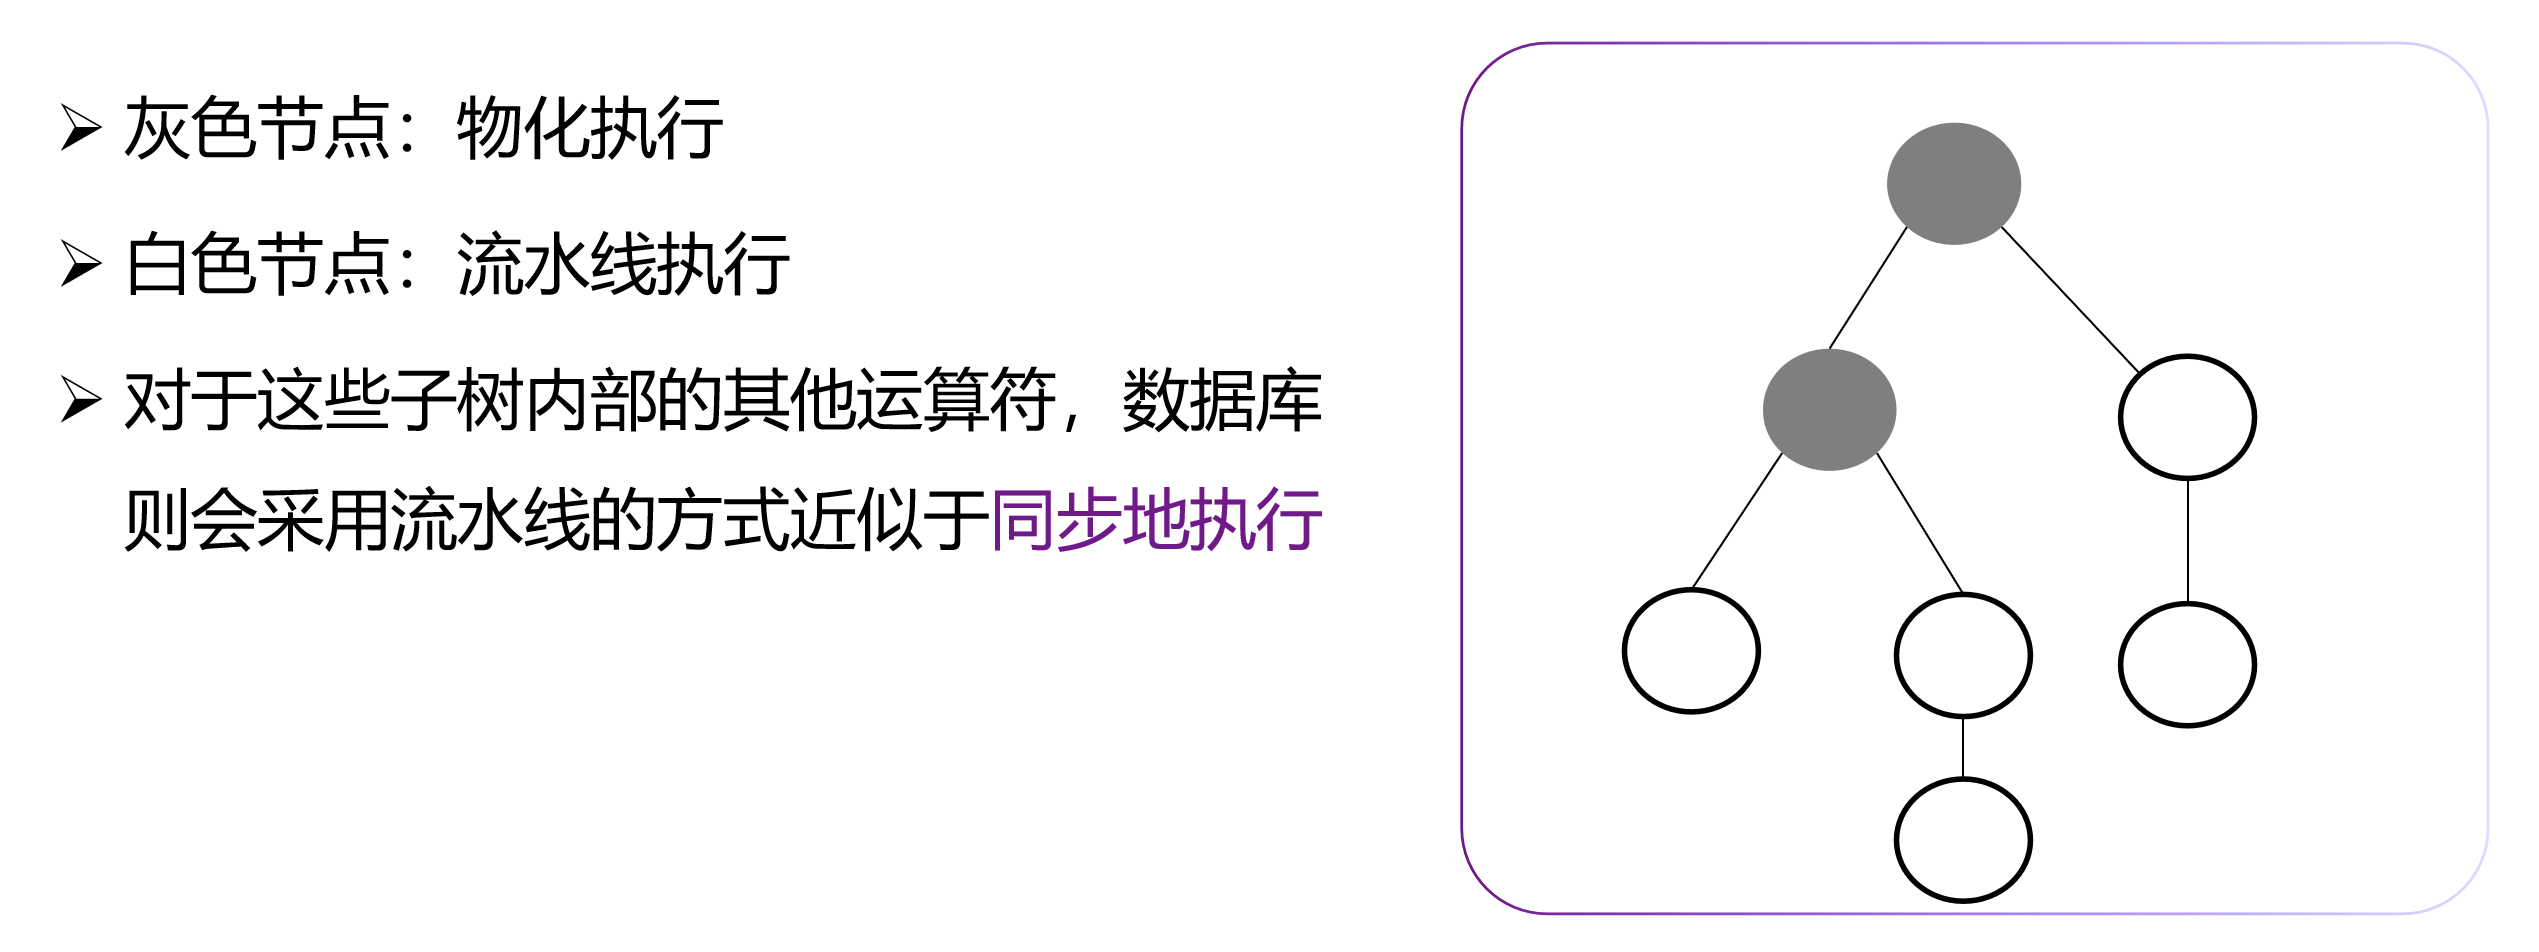 灰色节点：物化执行
白色节点：流水线执行
对于这些子树内部的其他运算符，数据库
则会采用流水线的方式近似于同步地执行